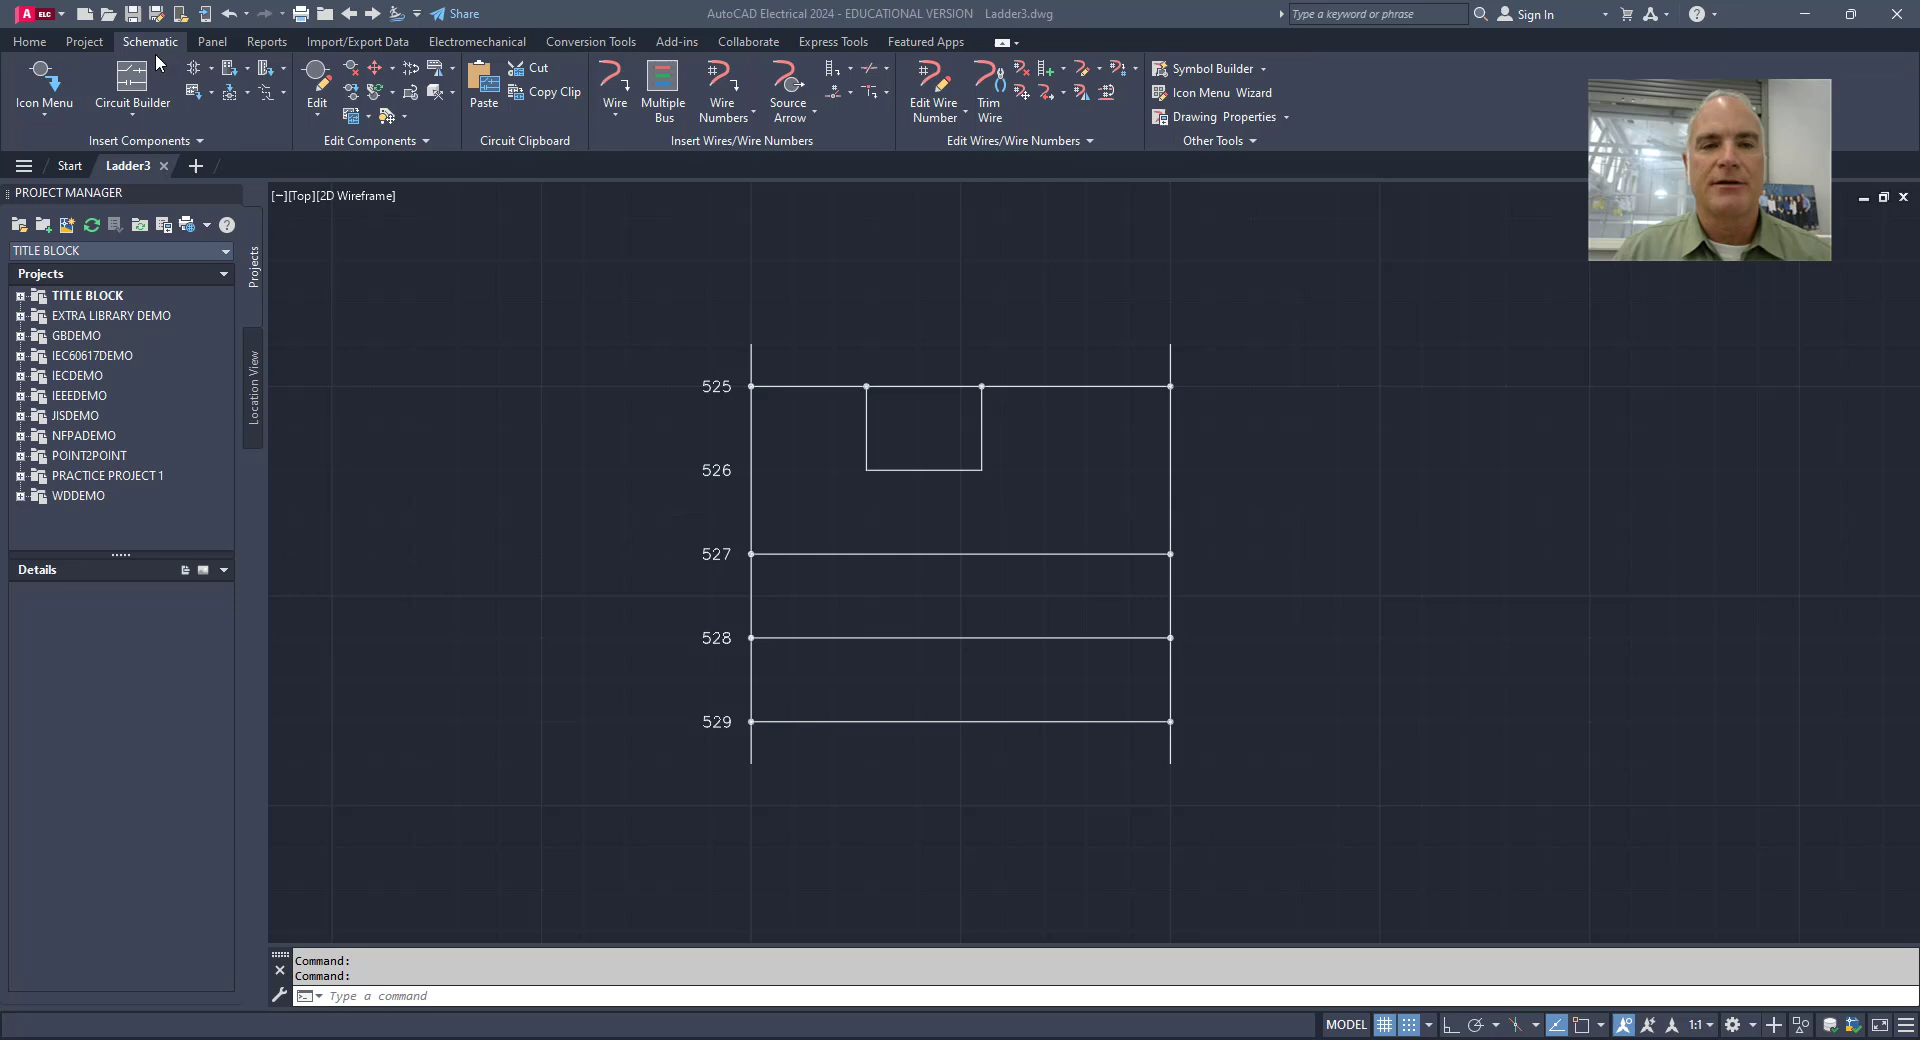 A ELC Share AutoCAD Electrical 2024 - EDUCATIONAL VERSION Ladder3.dwg Type a keyword or phrase Sign In
Home Project Schematic Panel Reports Import/Export Data Electromechanical Conversion Tools Add-ins Collaborate Express Tools Featured Apps
Icon Menu
Circuit Builder
Insert Components
Edit
Edit Components
Paste
Cut
Copy Clip
Circuit Clipboard
Wire
Multiple
Bus
Wire
Numbers
Source
Arrow
Insert Wires/Wire Numbers
Edit Wire
Number
Trim
Wire
Edit Wires/Wire Numbers
Symbol Builder
Icon Menu Wizard
Drawing Properties
Other Tools
Start Ladder3
PROJECT MANAGER
TITLE BLOCK
Projects
TITLE BLOCK
EXTRA LIBRARY DEMO
GBDEMO
IEC60617DEMO
IECDEMO
IEEEDEMO
JISDEMO
NFPADEMO
POINT2POINT
PRACTICE PROJECT 1
WDDEMO
Details
Projects
Location View
[−][Top][2D Wireframe]
525
526
527
528
529
Command:
Command:
Type a command
MODEL 1:1